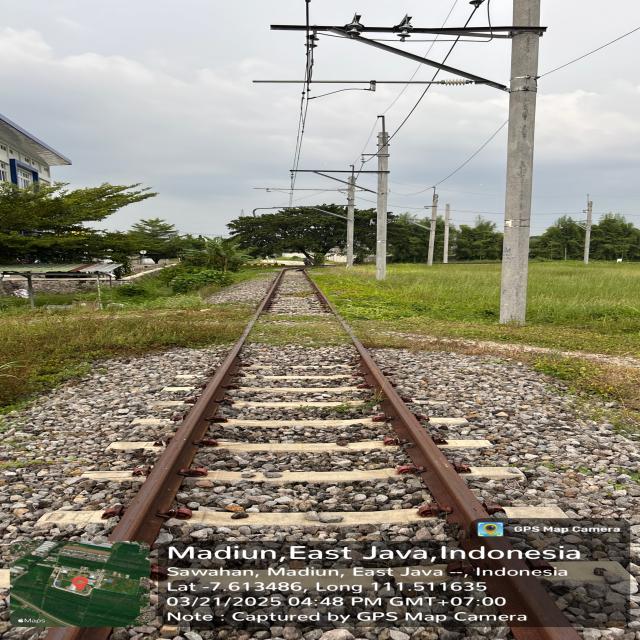 GPS Map Camera
Madiun,East Java,Indonesia
Sawahan, Madiun, East Java --, Indonesia
Lat -7.613486, Long 111.511635
03/21/2025 04:48 PM GMT+07:00
Note : Captured by GPS Map Camera
Maps